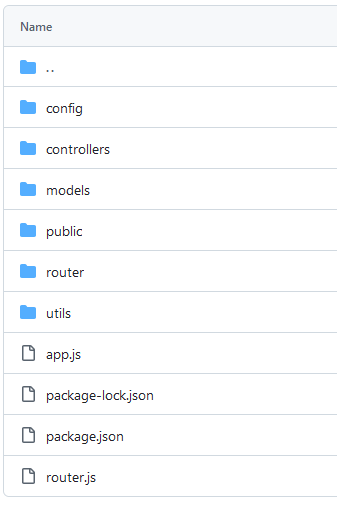 Name
..
config
controllers
models
public
router
utils
app.js
package-lock.json
package.json
router.js